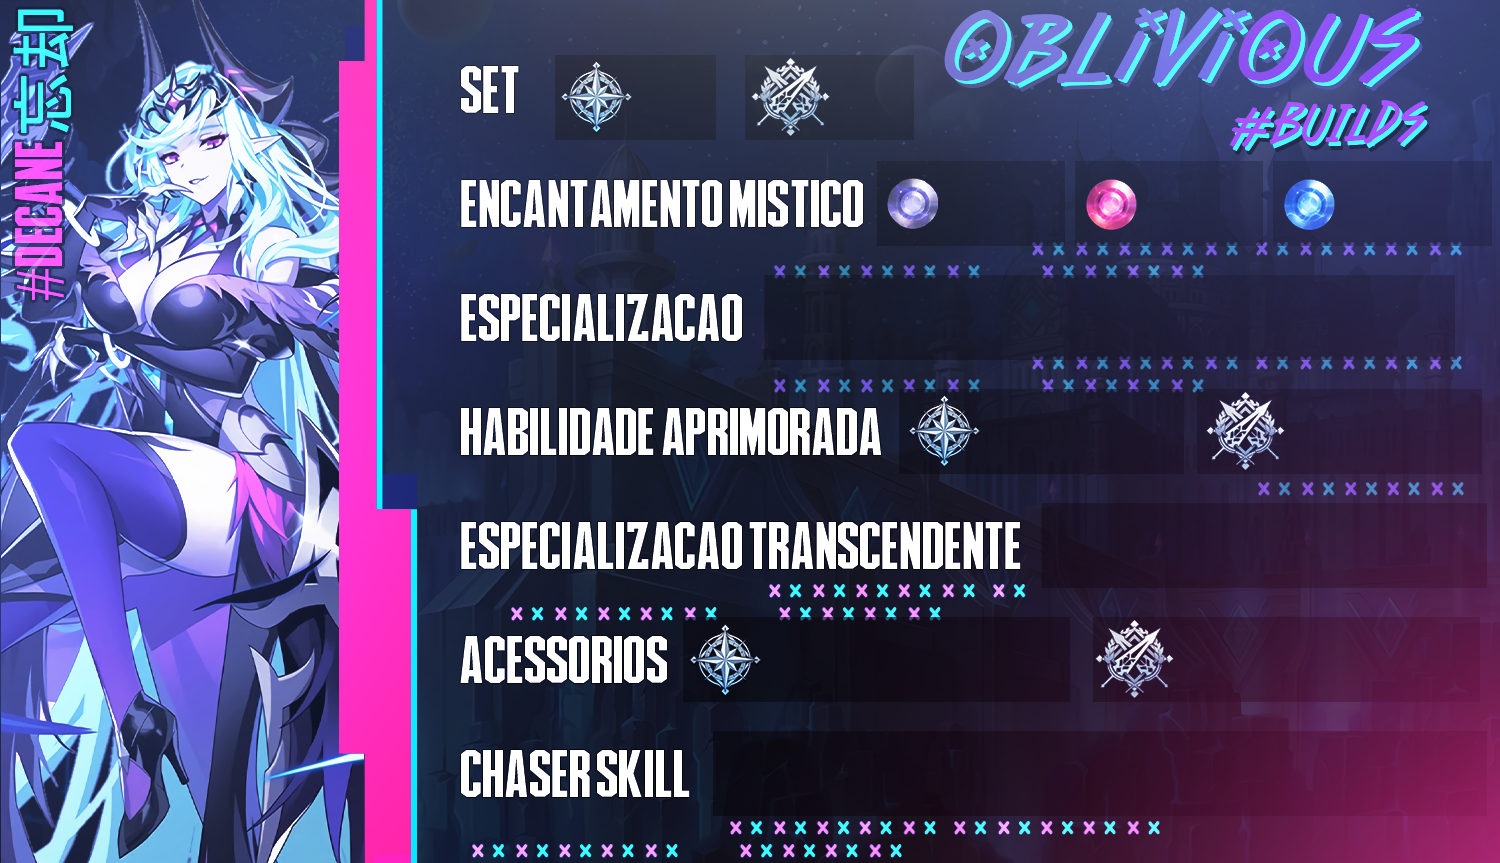 #DECANE 忘却
OBLIVIOUS
#BUILDS
SET
ENCANTAMENTO MISTICO
ESPECIALIZACAO
HABILIDADE APRIMORADA
ESPECIALIZACAO TRANSCENDENTE
ACESSORIOS
CHASER SKILL